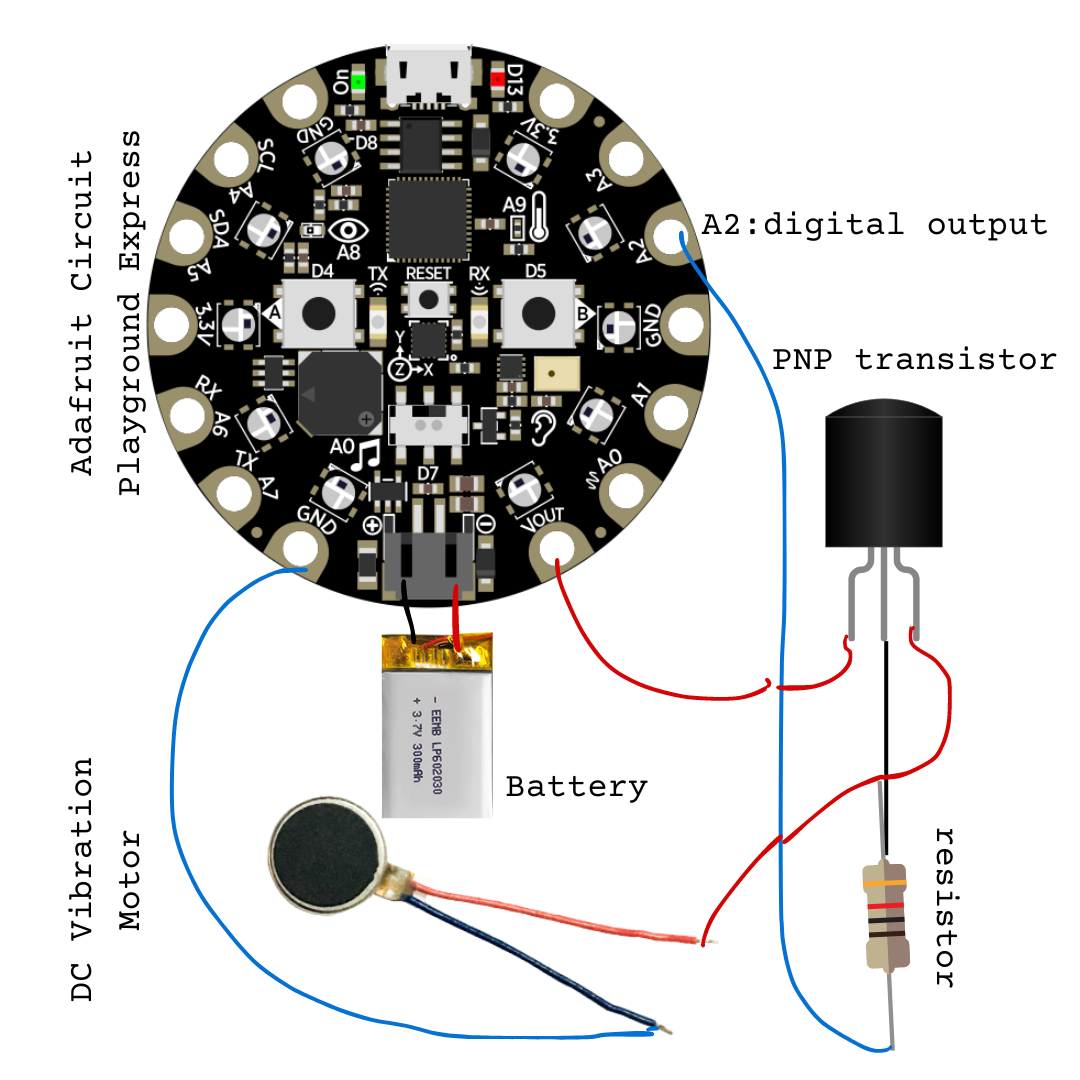 On
D13
GND
D8
3.3V
SCL
A4
A3
SDA
A5
A8
A9
A2
A2:digital output
Adafruit Circuit
Playground Express
D4
TX
RESET
RX
D5
3.3V
A
B
GND
Y
Z
X
PNP transistor
RX
A6
A1
A0
TX
A7
D7
A0
GND
VOUT
- EEMB LP602030
+ 3.7V 300mAh
Battery
DC Vibration
Motor
resistor